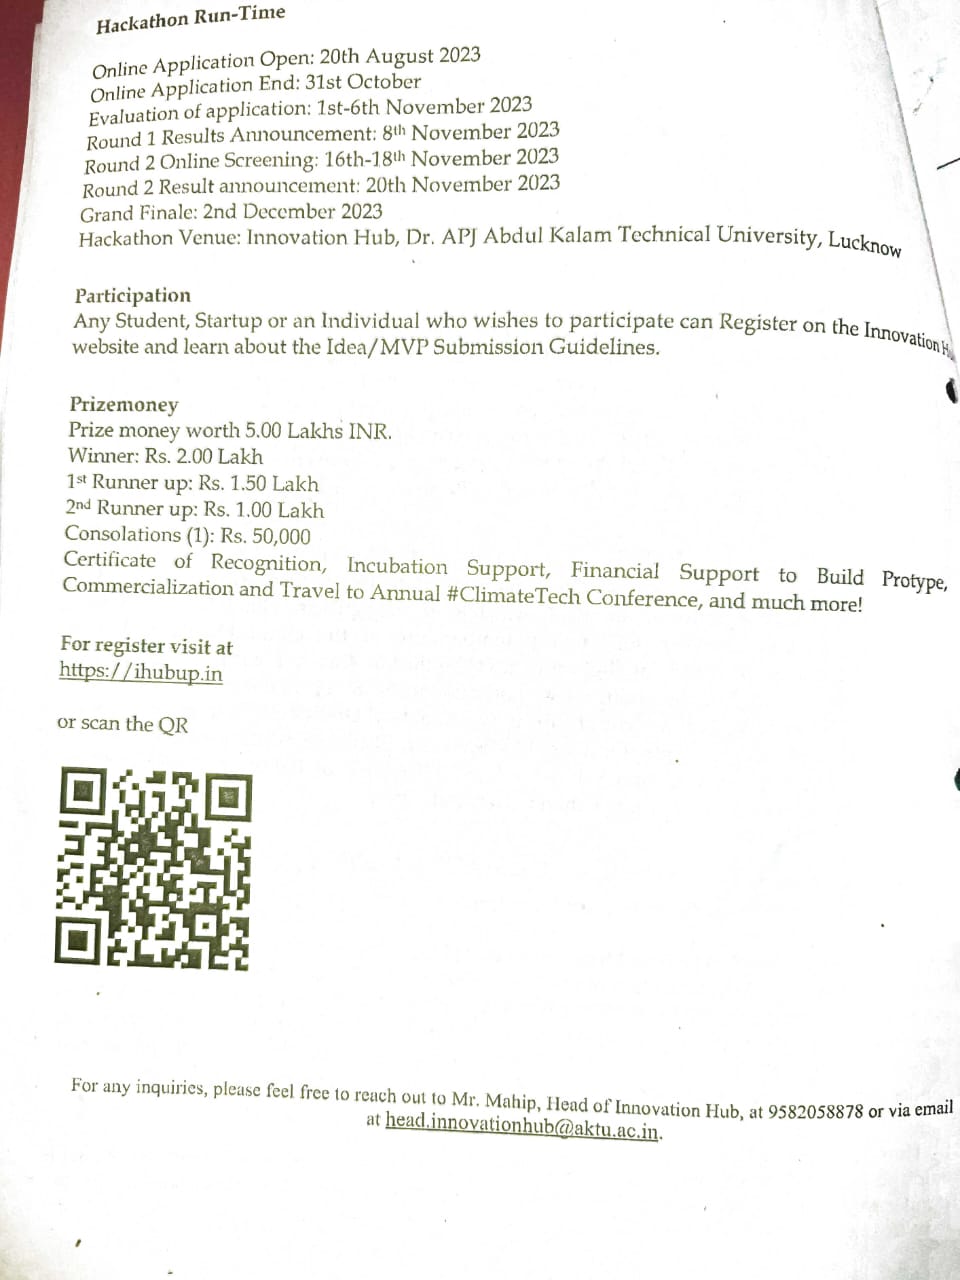 Hackathon Run-Time
Online Application Open: 20th August 2023
Online Application End: 31st October
Evaluation of application: 1st-6th November 2023
Round 1 Results Announcement: 8th November 2023
Round 2 Online Screening: 16th-18th November 2023
Round 2 Result announcement: 20th November 2023
Grand Finale: 2nd December 2023
Hackathon Venue: Innovation Hub, Dr. APJ Abdul Kalam Technical University, Lucknow
Participation
Any Student, Startup or an Individual who wishes to participate can Register on the Innovation
website and learn about the Idea/MVP Submission Guidelines.
Prizemoney
Prize money worth 5.00 Lakhs INR.
Winner: Rs. 2.00 Lakh
1st Runner up: Rs. 1.50 Lakh
2nd Runner up: Rs. 1.00 Lakh
Consolations (1): Rs. 50,000
Certificate of Recognition, Incubation Support, Financial Support to Build Protype,
Commercialization and Travel to Annual #ClimateTech Conference, and much more!
For register visit at
https://ihubup.in
or scan the QR
For any inquiries, please feel free to reach out to Mr. Mahip, Head of Innovation Hub, at 9582058878 or via email
at head.innovationhub@aktu.ac.in.